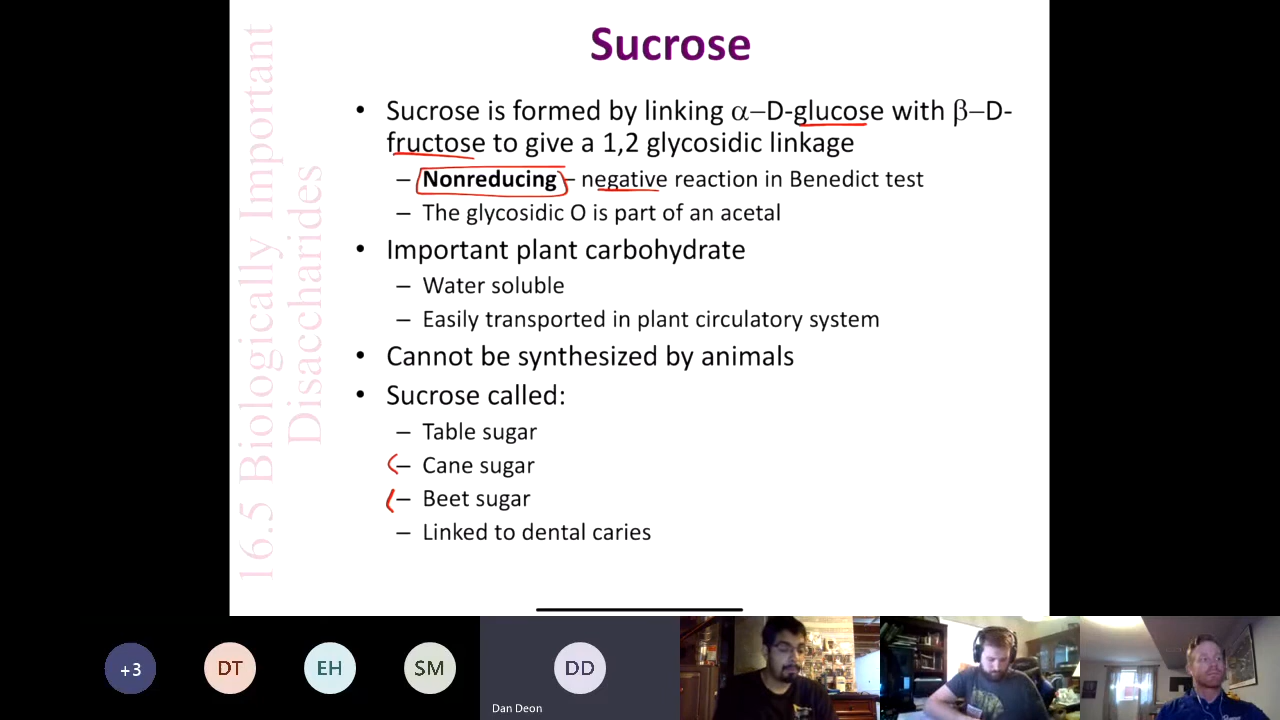 Sucrose
• Sucrose is formed by linking α–D-glucose with β–D-
fructose to give a 1,2 glycosidic linkage
– Nonreducing – negative reaction in Benedict test
– The glycosidic O is part of an acetal
• Important plant carbohydrate
– Water soluble
– Easily transported in plant circulatory system
• Cannot be synthesized by animals
• Sucrose called:
– Table sugar
– Cane sugar
– Beet sugar
– Linked to dental caries
16.5 Biologically Important
Disaccharides
+3
DT
EH
SM
DD
Dan Deon